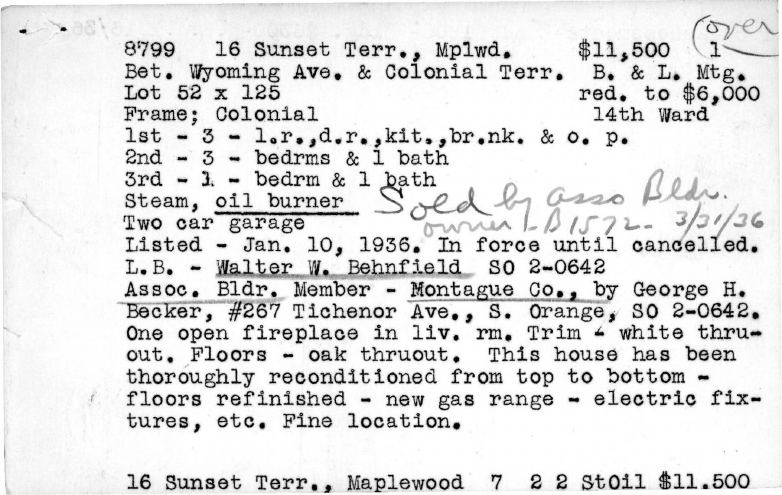 (over
8799 16 Sunset Terr., Mplwd. $11,500 1
Bet. Wyoming Ave. & Colonial Terr. B. & L. Mtg.
Lot 52 x 125 red. to $6,000
Frame; Colonial 14th Ward
1st - 3 - l.r.,d.r.,kit.,br.nk. & o. p.
2nd - 3 - bedrms & 1 bath
3rd - 1 - bedrm & 1 bath
Steam, oil burner Sold by asso Bldr.
Two car garage owner - B1572 - 3/31/36
Listed - Jan. 10, 1936. In force until cancelled.
L.B. - Walter W. Behnfield SO 2-0642
Assoc. Bldr. Member - Montague Co., by George H.
Becker, #267 Tichenor Ave., S. Orange, SO 2-0642.
One open fireplace in liv. rm. Trim - white thru-
out. Floors - oak thruout. This house has been
thoroughly reconditioned from top to bottom -
floors refinished - new gas range - electric fix-
tures, etc. Fine location.
16 Sunset Terr., Maplewood 7 2 2 StOil $11.500